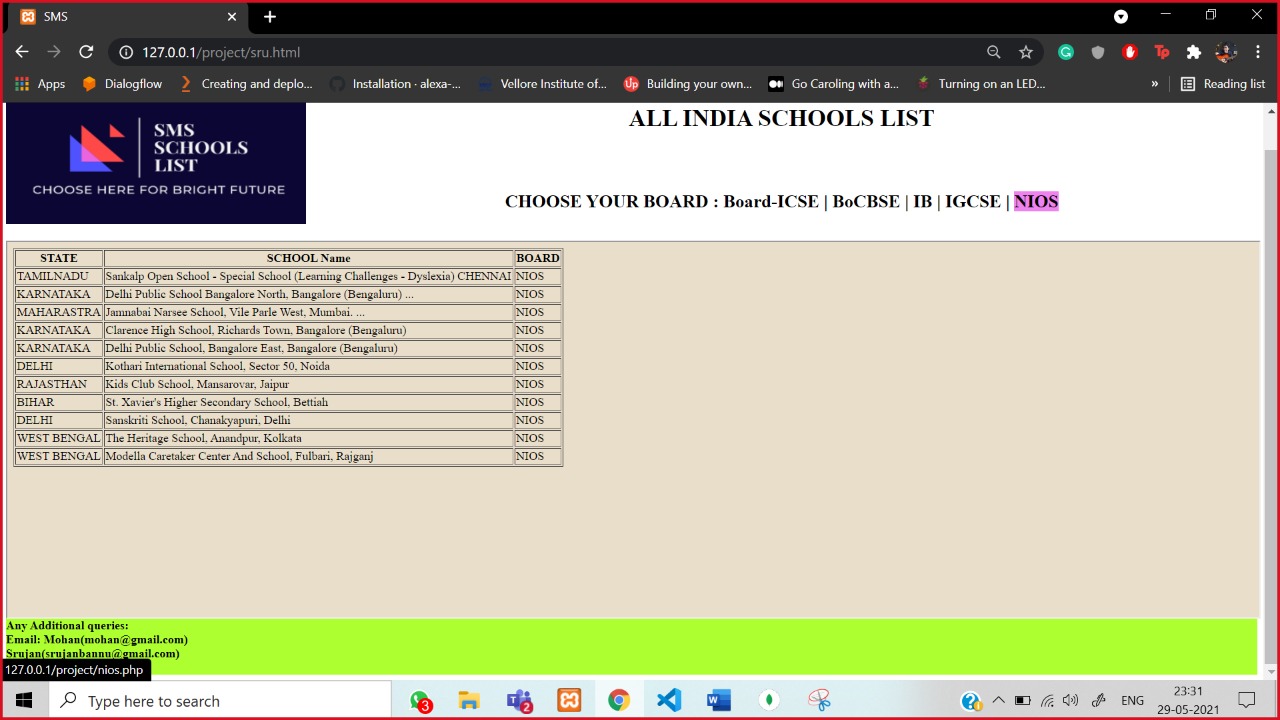 SMS
127.0.0.1/project/sru.html
Apps Dialogflow Creating and deplo... Installation · alexa-... Vellore Institute of... Building your own... Go Caroling with a... Turning on an LED... » Reading list
SMS
SCHOOLS
LIST
CHOOSE HERE FOR BRIGHT FUTURE
ALL INDIA SCHOOLS LIST
CHOOSE YOUR BOARD : Board-ICSE | BoCBSE | IB | IGCSE | NIOS
STATE SCHOOL Name BOARD
TAMILNADU Sankalp Open School - Special School (Learning Challenges - Dyslexia) CHENNAI NIOS
KARNATAKA Delhi Public School Bangalore North, Bangalore (Bengaluru) ... NIOS
MAHARASTRA Jamnabai Narsee School, Vile Parle West, Mumbai. ... NIOS
KARNATAKA Clarence High School, Richards Town, Bangalore (Bengaluru) NIOS
KARNATAKA Delhi Public School, Bangalore East, Bangalore (Bengaluru) NIOS
DELHI Kothari International School, Sector 50, Noida NIOS
RAJASTHAN Kids Club School, Mansarovar, Jaipur NIOS
BIHAR St. Xavier's Higher Secondary School, Bettiah NIOS
DELHI Sanskriti School, Chanakyapuri, Delhi NIOS
WEST BENGAL The Heritage School, Anandpur, Kolkata NIOS
WEST BENGAL Modella Caretaker Center And School, Fulbari, Rajganj NIOS
Any Additional queries:
Email: Mohan(mohan@gmail.com)
Srujan(srujanbannu@gmail.com)
127.0.0.1/project/nios.php
Type here to search 3 2 ENG 23:31
29-05-2021